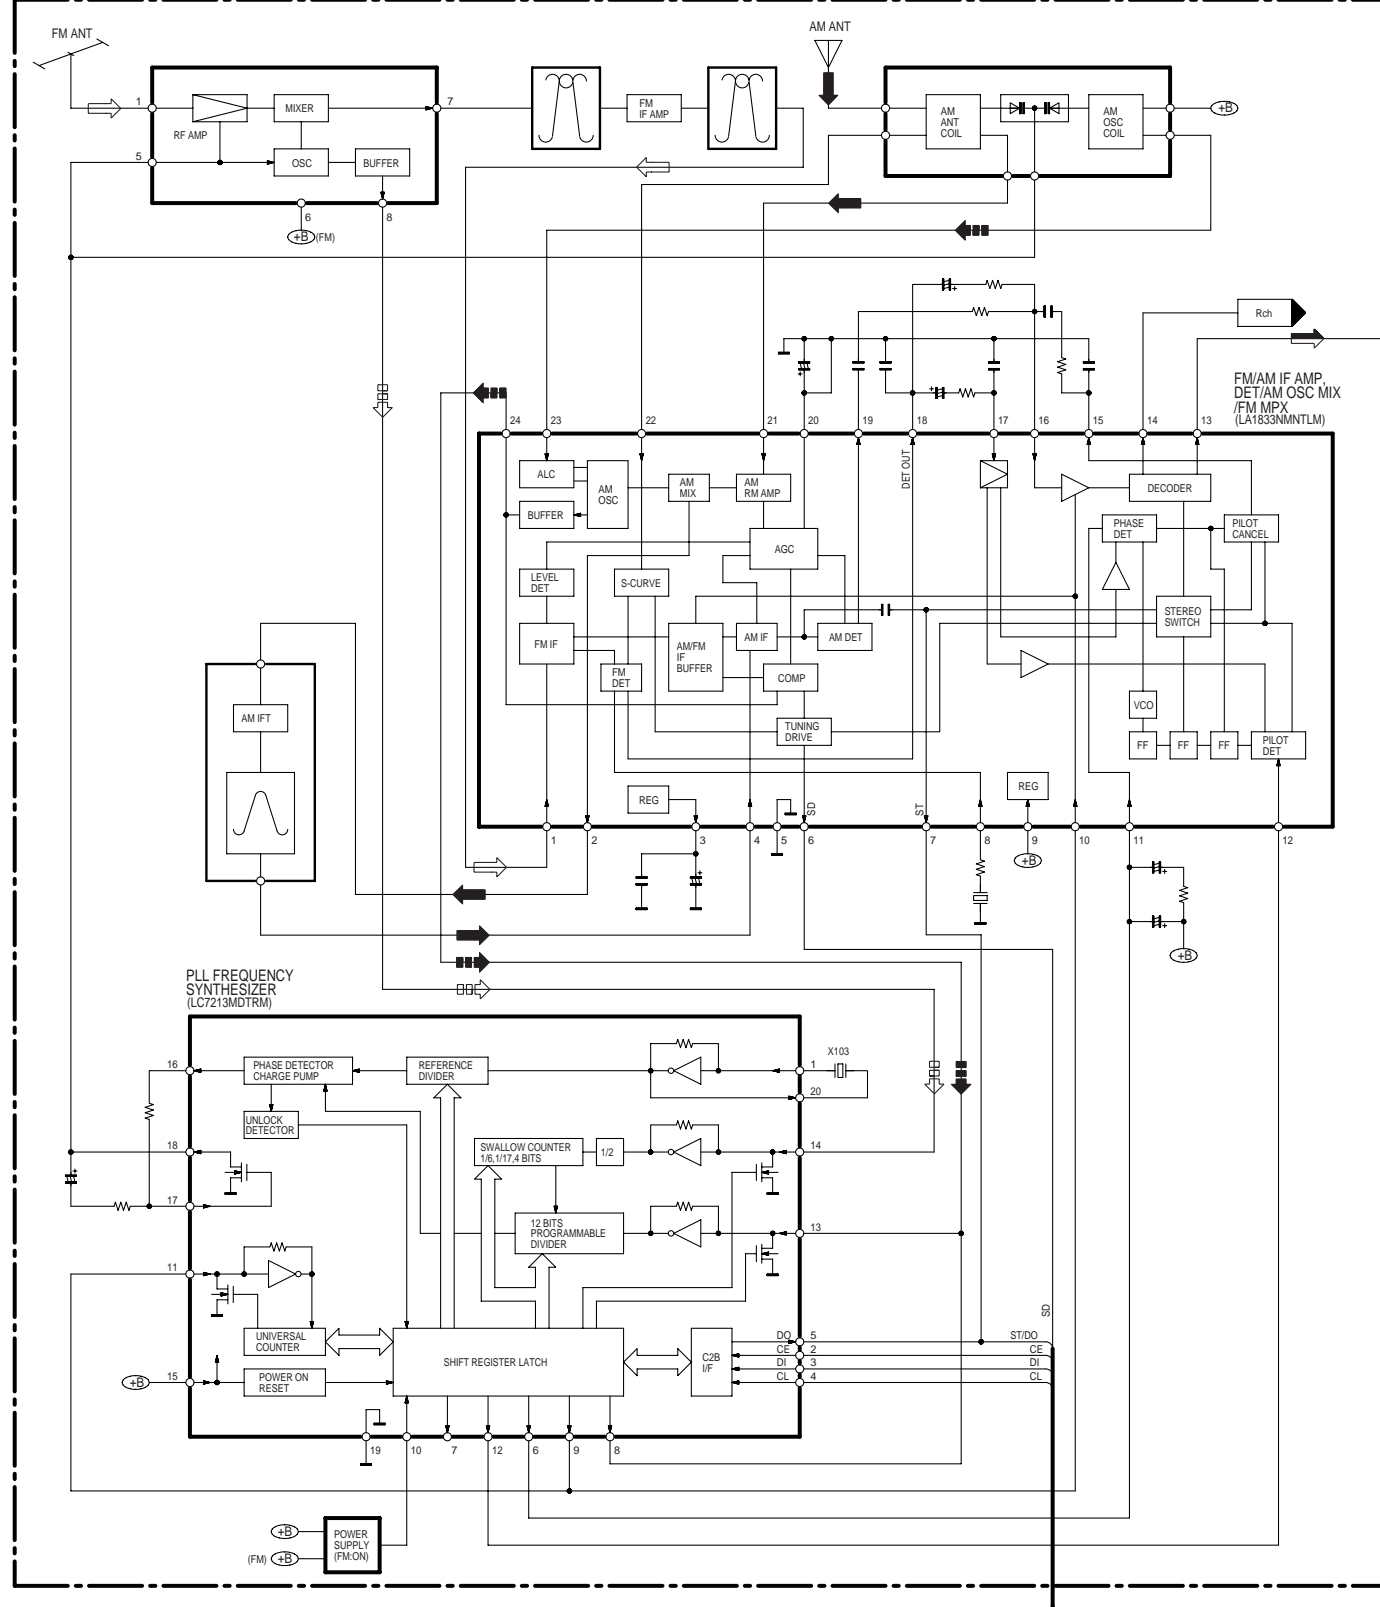 FM ANT
AM ANT
1
RF AMP
MIXER
7
5
OSC
BUFFER
6
8
+B
(FM)
FM
IF AMP
AM
ANT
COIL
AM
OSC
COIL
+B
Rch
FM/AM IF AMP,
DET/AM OSC MIX
/FM MPX
(LA1833NMNTLM)
24
23
22
21
20
19
18
17
16
15
14
13
DET OUT
ALC
AM
OSC
BUFFER
AM
MIX
AM
RM AMP
DECODER
AGC
PHASE
DET
PILOT
CANCEL
LEVEL
DET
S-CURVE
STEREO
SWITCH
FM IF
AM/FM
IF
BUFFER
AM IF
AM DET
FM
DET
COMP
VCO
TUNING
DRIVE
FF
FF
FF
PILOT
DET
REG
SD
ST
REG
1
2
3
4
5
6
7
8
9
10
11
12
+B
+B
AM IFT
PLL FREQUENCY
SYNTHESIZER
(LC7213MDTRM)
16
PHASE DETECTOR
CHARGE PUMP
REFERENCE
DIVIDER
1
X103
20
UNLOCK
DETECTOR
18
SWALLOW COUNTER
1/6,1/17,4 BITS
1/2
14
17
12 BITS
PROGRAMMABLE
DIVIDER
13
11
UNIVERSAL
COUNTER
SHIFT REGISTER LATCH
C2B
I/F
SD
DO
5
ST/DO
CE
2
CE
DI
3
DI
CL
4
CL
+B
15
POWER ON
RESET
19
10
7
12
6
9
8
+B
(FM)
+B
POWER
SUPPLY
(FM:ON)